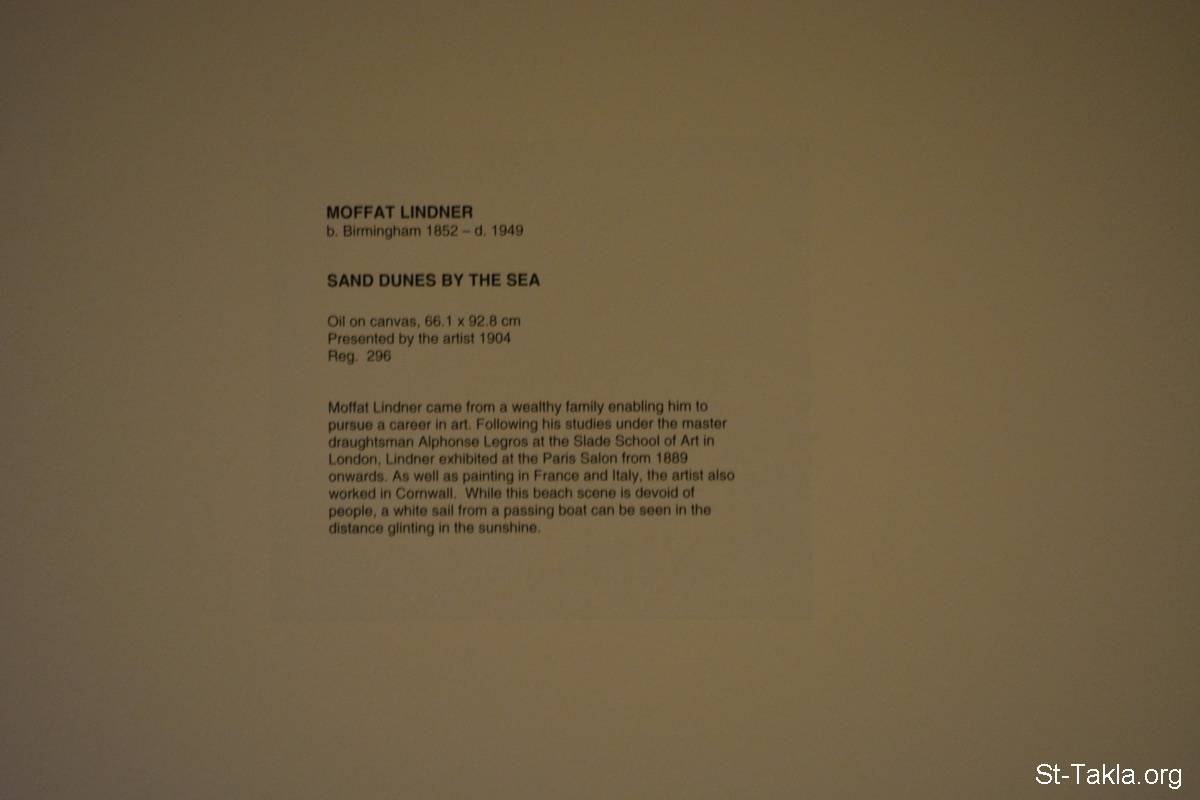 MOFFAT LINDNER
b. Birmingham 1852 – d. 1949
SAND DUNES BY THE SEA
Oil on canvas, 66.1 x 92.8 cm
Presented by the artist 1904
Reg.  296
Moffat Lindner came from a wealthy family enabling him to
pursue a career in art. Following his studies under the master
draughtsman Alphonse Legros at the Slade School of Art in
London, Lindner exhibited at the Paris Salon from 1889
onwards. As well as painting in France and Italy, the artist also
worked in Cornwall.  While this beach scene is devoid of
people, a white sail from a passing boat can be seen in the
distance glinting in the sunshine.
St-Takla.org